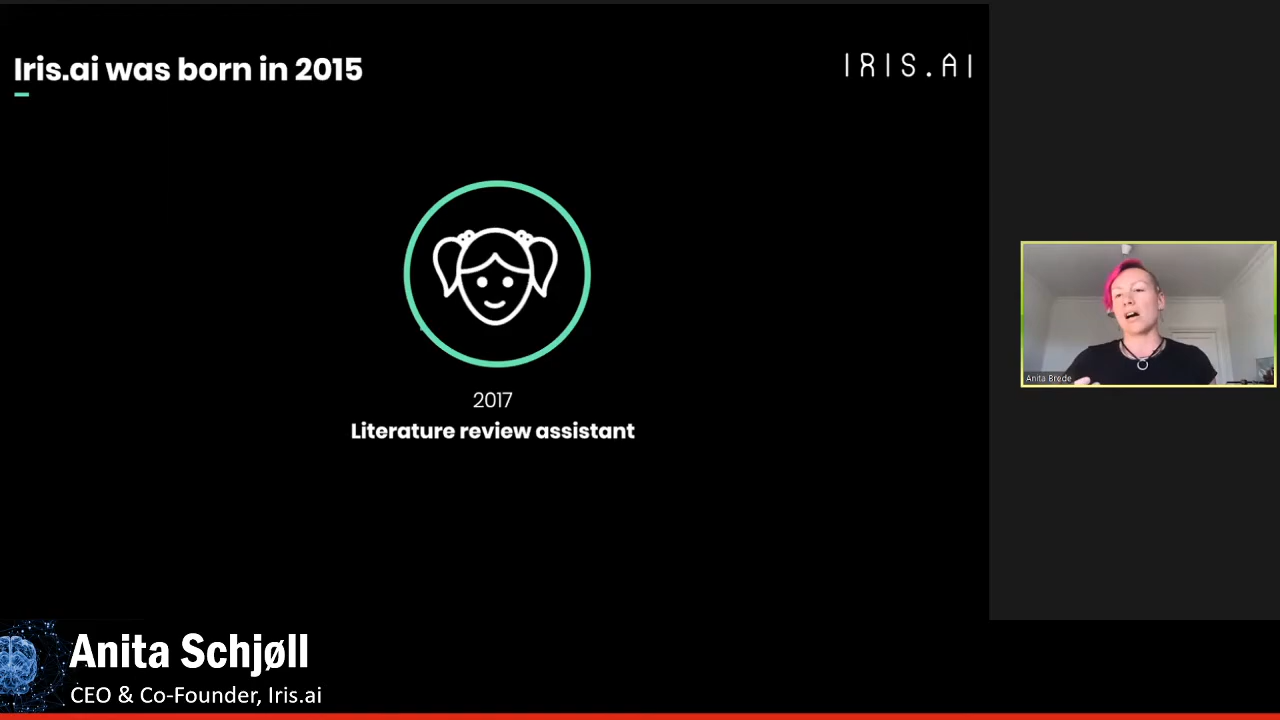 Iris.ai was born in 2015
IRIS.AI
2017
Literature review assistant
Anita Brede
Anita Schjøll
CEO & Co-Founder, Iris.ai